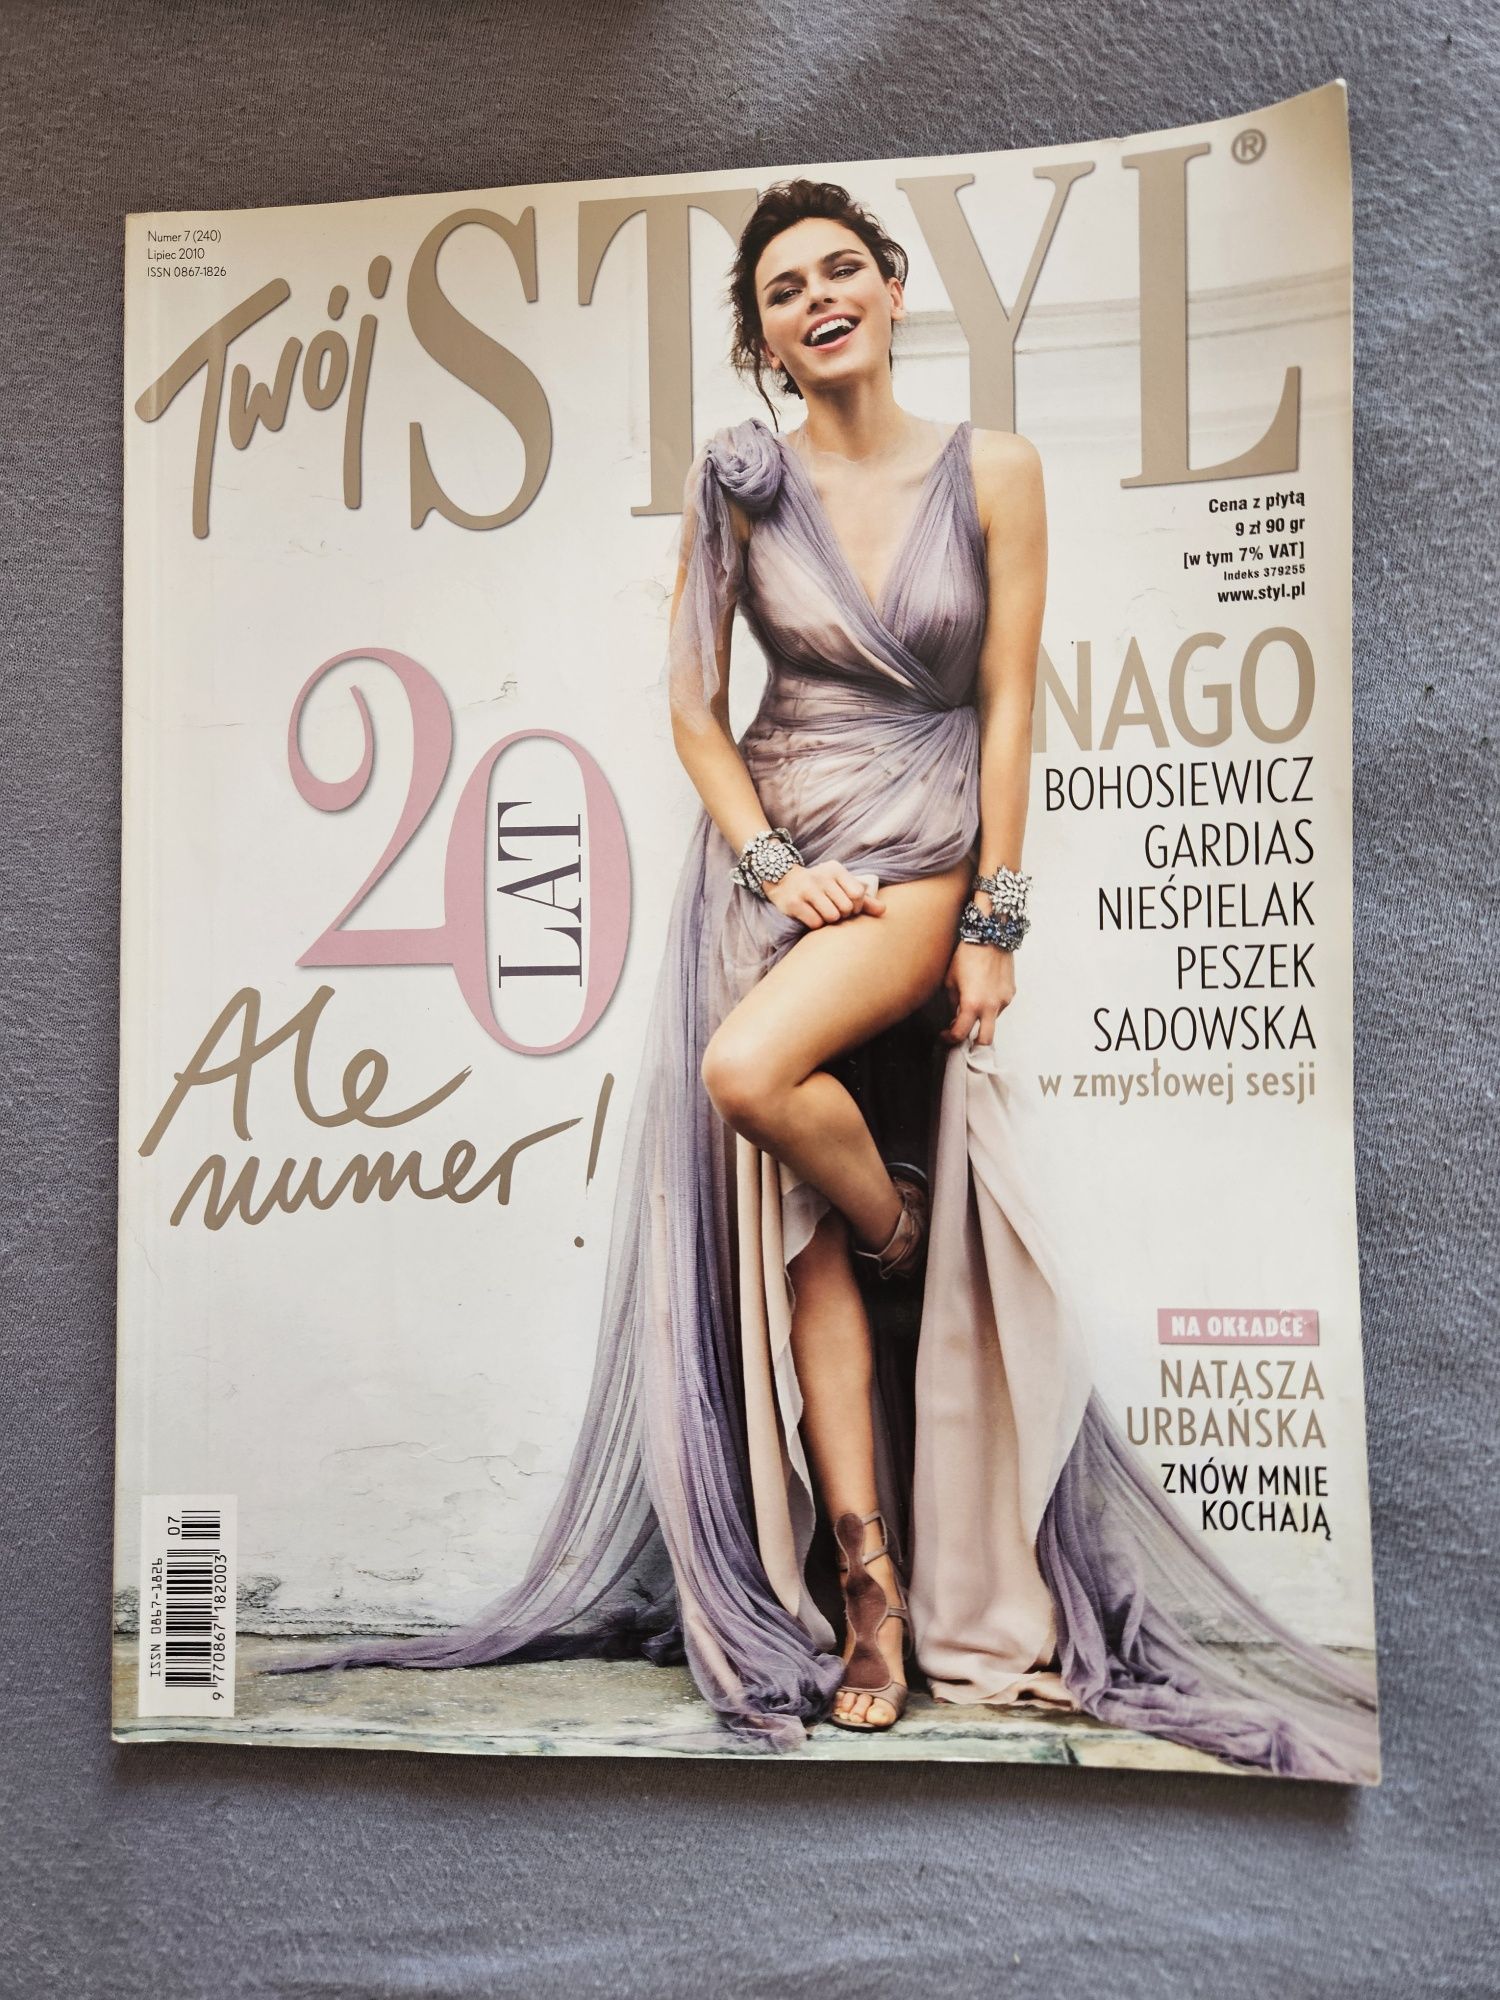 Numer 7 (240)
Lipiec 2010
ISSN 0867-1826
Twój STYL®
Cena z płytą
9 zł 90 gr
[w tym 7% VAT]
Indeks 379255
www.styl.pl
20
LAT
Ale
numer!
NAGO
BOHOSIEWICZ
GARDIAS
NIEŚPIELAK
PESZEK
SADOWSKA
w zmysłowej sesji
NA OKŁADCE
NATASZA
URBAŃSKA
ZNÓW MNIE
KOCHAJĄ
ISSN 0867-1826
07
9 770867 182003